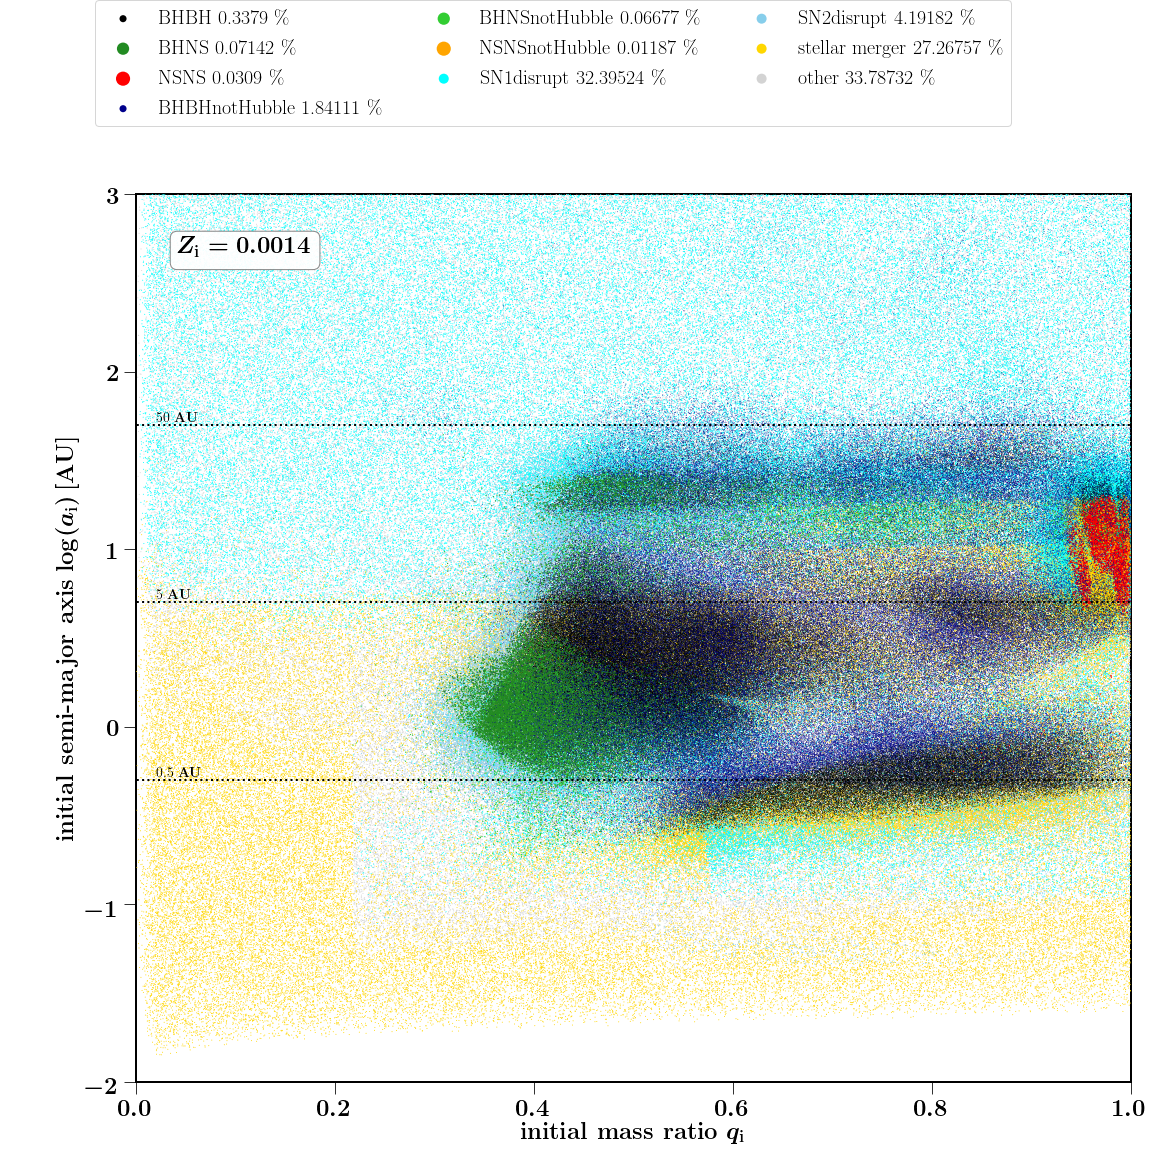 BHBH 0.3379 %
BHNS 0.07142 %
NSNS 0.0309 %
BHBHnotHubble 1.84111 %
BHNSnotHubble 0.06677 %
NSNSnotHubble 0.01187 %
SN1disrupt 32.39524 %
SN2disrupt 4.19182 %
stellar merger 27.26757 %
other 33.78732 %
Zi = 0.0014
3
2
1
0
−1
−2
50 AU
5 AU
0.5 AU
initial semi-major axis log(ai) [AU]
0.0 0.2 0.4 0.6 0.8 1.0
initial mass ratio qi